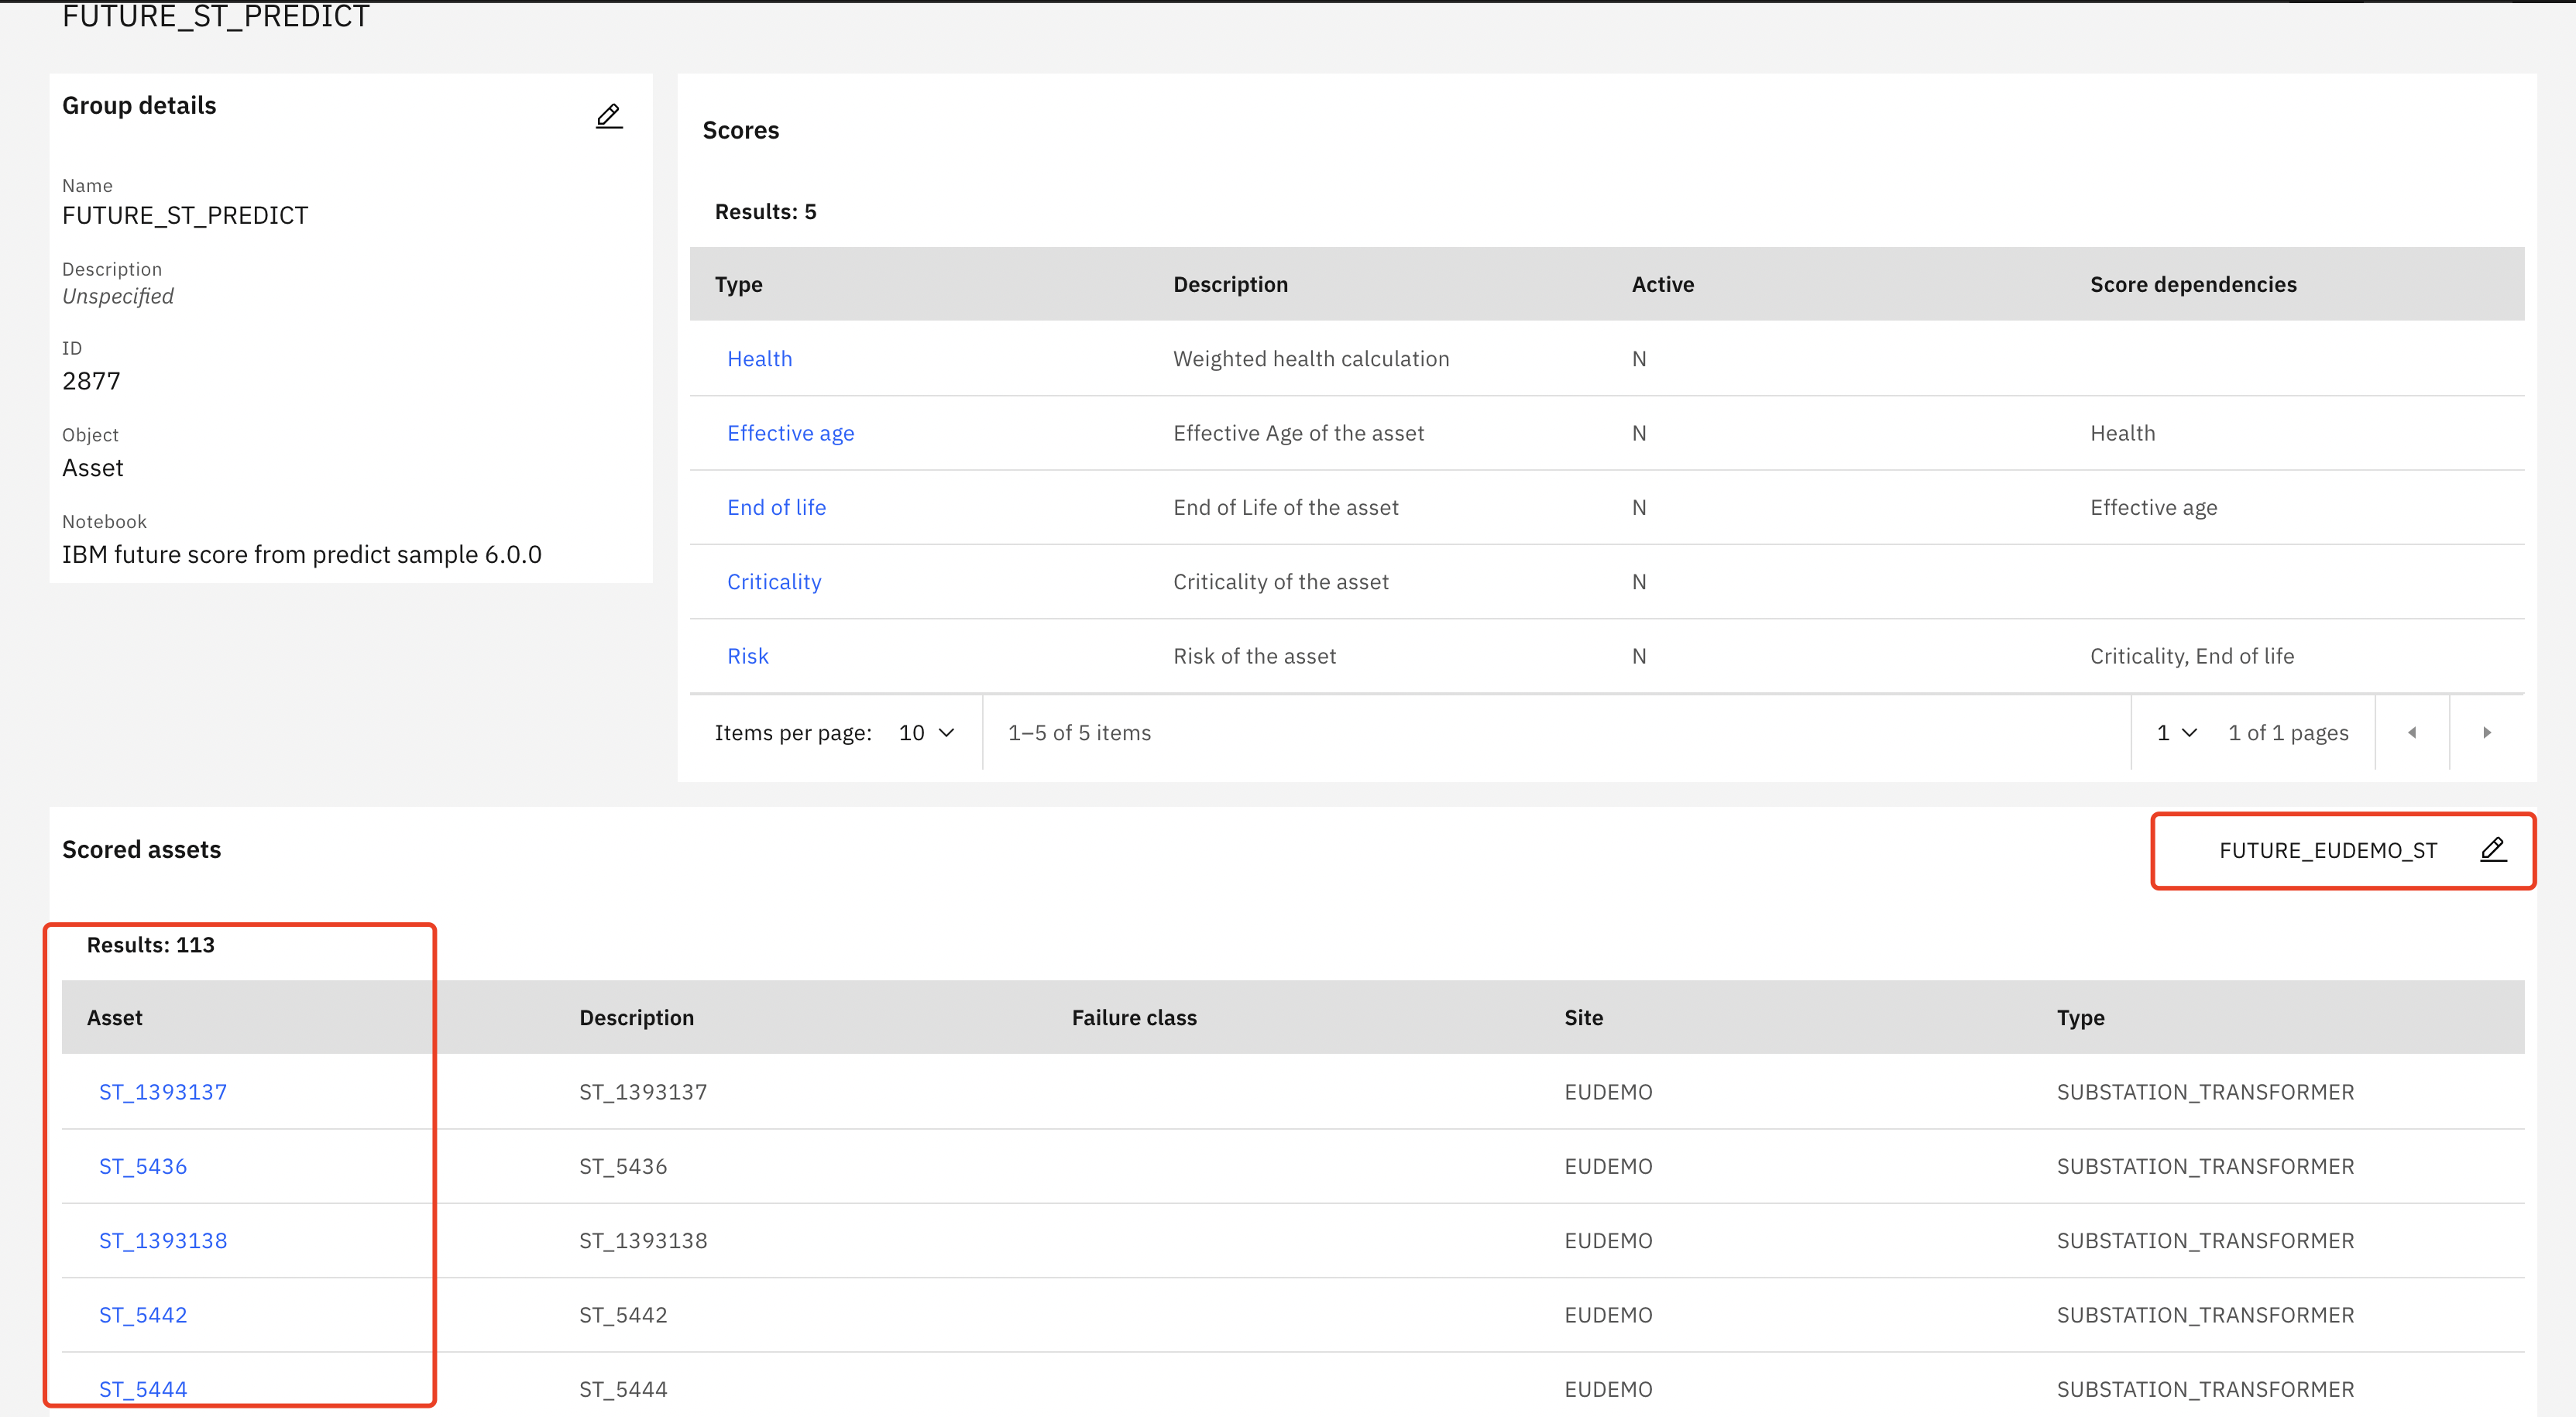 FUTURE_ST_PREDICT
Group details
Name
FUTURE_ST_PREDICT
Description
Unspecified
ID
2877
Object
Asset
Notebook
IBM future score from predict sample 6.0.0
Scores
Results: 5
Type Description Active Score dependencies
Health Weighted health calculation N
Effective age Effective Age of the asset N Health
End of life End of Life of the asset N Effective age
Criticality Criticality of the asset N
Risk Risk of the asset N Criticality, End of life
Items per page: 10 1–5 of 5 items 1 1 of 1 pages
Scored assets FUTURE_EUDEMO_ST
Results: 113
Asset Description Failure class Site Type
ST_1393137 ST_1393137 EUDEMO SUBSTATION_TRANSFORMER
ST_5436 ST_5436 EUDEMO SUBSTATION_TRANSFORMER
ST_1393138 ST_1393138 EUDEMO SUBSTATION_TRANSFORMER
ST_5442 ST_5442 EUDEMO SUBSTATION_TRANSFORMER
ST_5444 ST_5444 EUDEMO SUBSTATION_TRANSFORMER